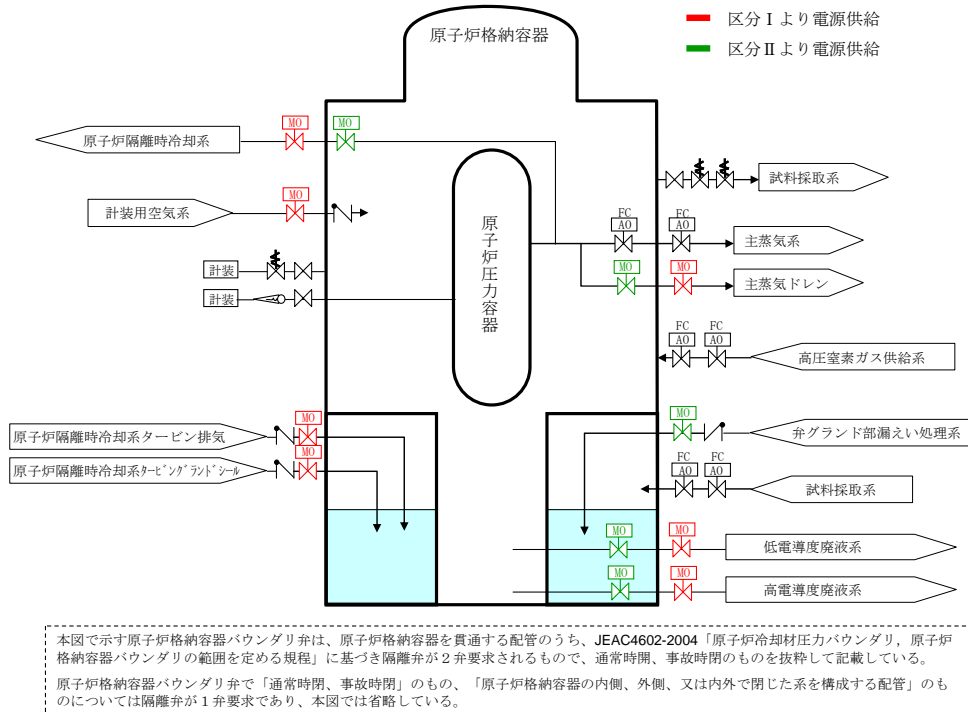 原子炉格納容器
区分Ⅰより電源供給
区分Ⅱより電源供給
MO
MO
原子炉隔離時冷却系
試料採取系
MO
計装用空気系
原子炉圧力容器
FC
AO
FC
AO
主蒸気系
計装
MO
MO
主蒸気ドレン
計装
FC
AO
FC
AO
高圧窒素ガス供給系
MO
原子炉隔離時冷却系タービン排気
MO
弁グランド部漏えい処理系
MO
原子炉隔離時冷却系ﾀｰﾋﾞﾝｸﾞﾗﾝﾄﾞｼｰﾙ
FC
AO
FC
AO
試料採取系
MO
MO
低電導度廃液系
MO
MO
高電導度廃液系
本図で示す原子炉格納容器バウンダリ弁は、原子炉格納容器を貫通する配管のうち、JEAC4602-2004「原子炉冷却材圧力バウンダリ，原子炉
格納容器バウンダリの範囲を定める規程」に基づき隔離弁が２弁要求されるもので、通常時開、事故時閉のものを抜粋して記載している。
原子炉格納容器バウンダリ弁で「通常時閉、事故時閉」のもの、「原子炉格納容器の内側、外側、又は内外で閉じた系を構成する配管」のも
のについては隔離弁が１弁要求であり、本図では省略している。